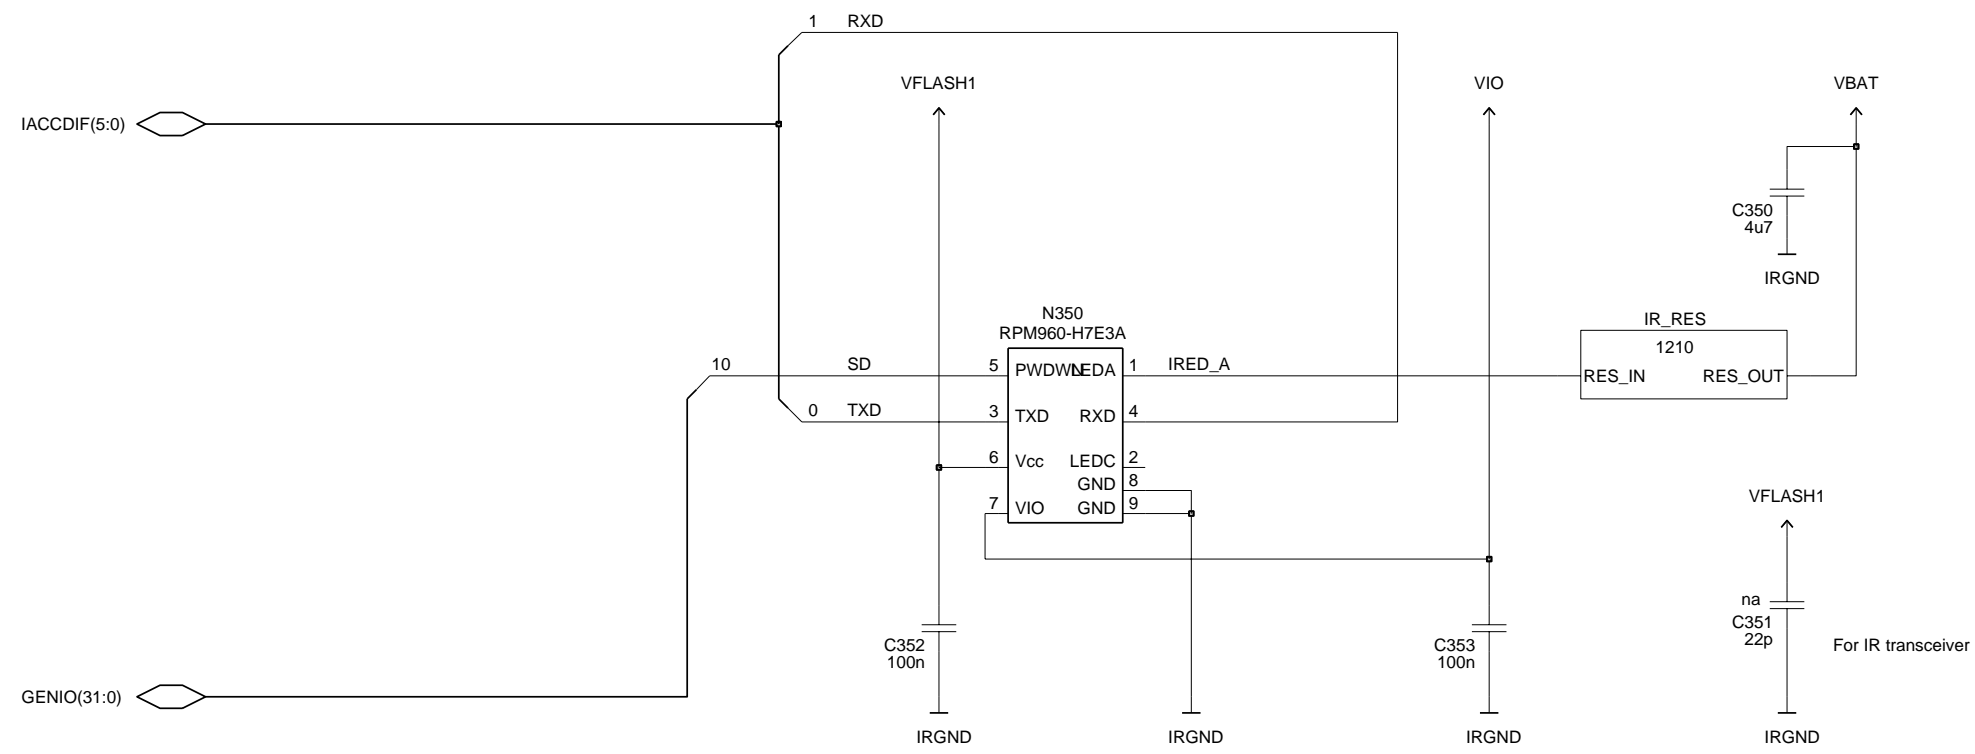 1 RXD
VFLASH1
VIO
VBAT
IACCDIF(5:0)
C350
4u7
IRGND
N350
RPM960-H7E3A
IR_RES
1210
RES_IN RES_OUT
10 SD 5 PWDWN LEDA 1 IRED_A
0 TXD 3 TXD RXD 4
6 Vcc LEDC 2
GND 8
7 VIO GND 9
VFLASH1
na
C351
22p
For IR transceiver
C352
100n
C353
100n
GENIO(31:0)
IRGND
IRGND
IRGND
IRGND